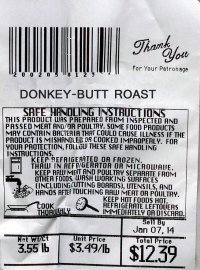 200285 8129
Thank
You
For Your Patronage
DONKEY-BUTT ROAST
SAFE HANDLING INSTRUCTIONS
THIS PRODUCT WAS PREPARED FROM INSPECTED AND
PASSED MEAT AND/OR POULTRY. SOME FOOD PRODUCTS
MAY CONTAIN BACTERIA THAT COULD CAUSE ILLNESS IF THE
PRODUCT IS MISHANDLED OR COOKED IMPROPERLY. FOR
YOUR PROTECTION, FOLLOW THESE SAFE HANDLING
INSTRUCTIONS.
KEEP REFRIGERATED OR FROZEN.
THAW IN REFRIGERATOR OR MICROWAVE.
KEEP RAW MEAT AND POULTRY SEPARATE FROM
OTHER FOODS. WASH WORKING SURFACES
(INCLUDING CUTTING BOARDS), UTENSILS, AND
HANDS AFTER TOUCHING RAW MEAT OR POULTRY.
COOK
THOROUGHLY.
KEEP HOT FOODS HOT.
REFRIGERATE LEFTOVERS
IMMEDIATELY OR DISCARD.
Sell By
Jan 07, 14
Net Wt/Ct
3.55 lb
Unit Price
$3.49/lb
Total Price
$12.39